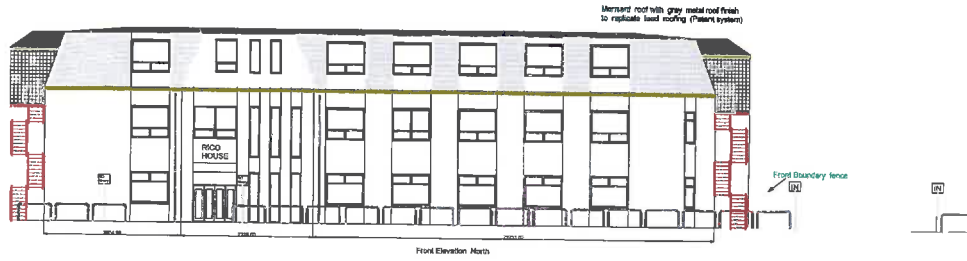 Mansard roof with grey metal roof finish
to replicate lead roofing (Patent system)
RICO
HOUSE
Front Boundary fence
IN
IN
Front Elevation North